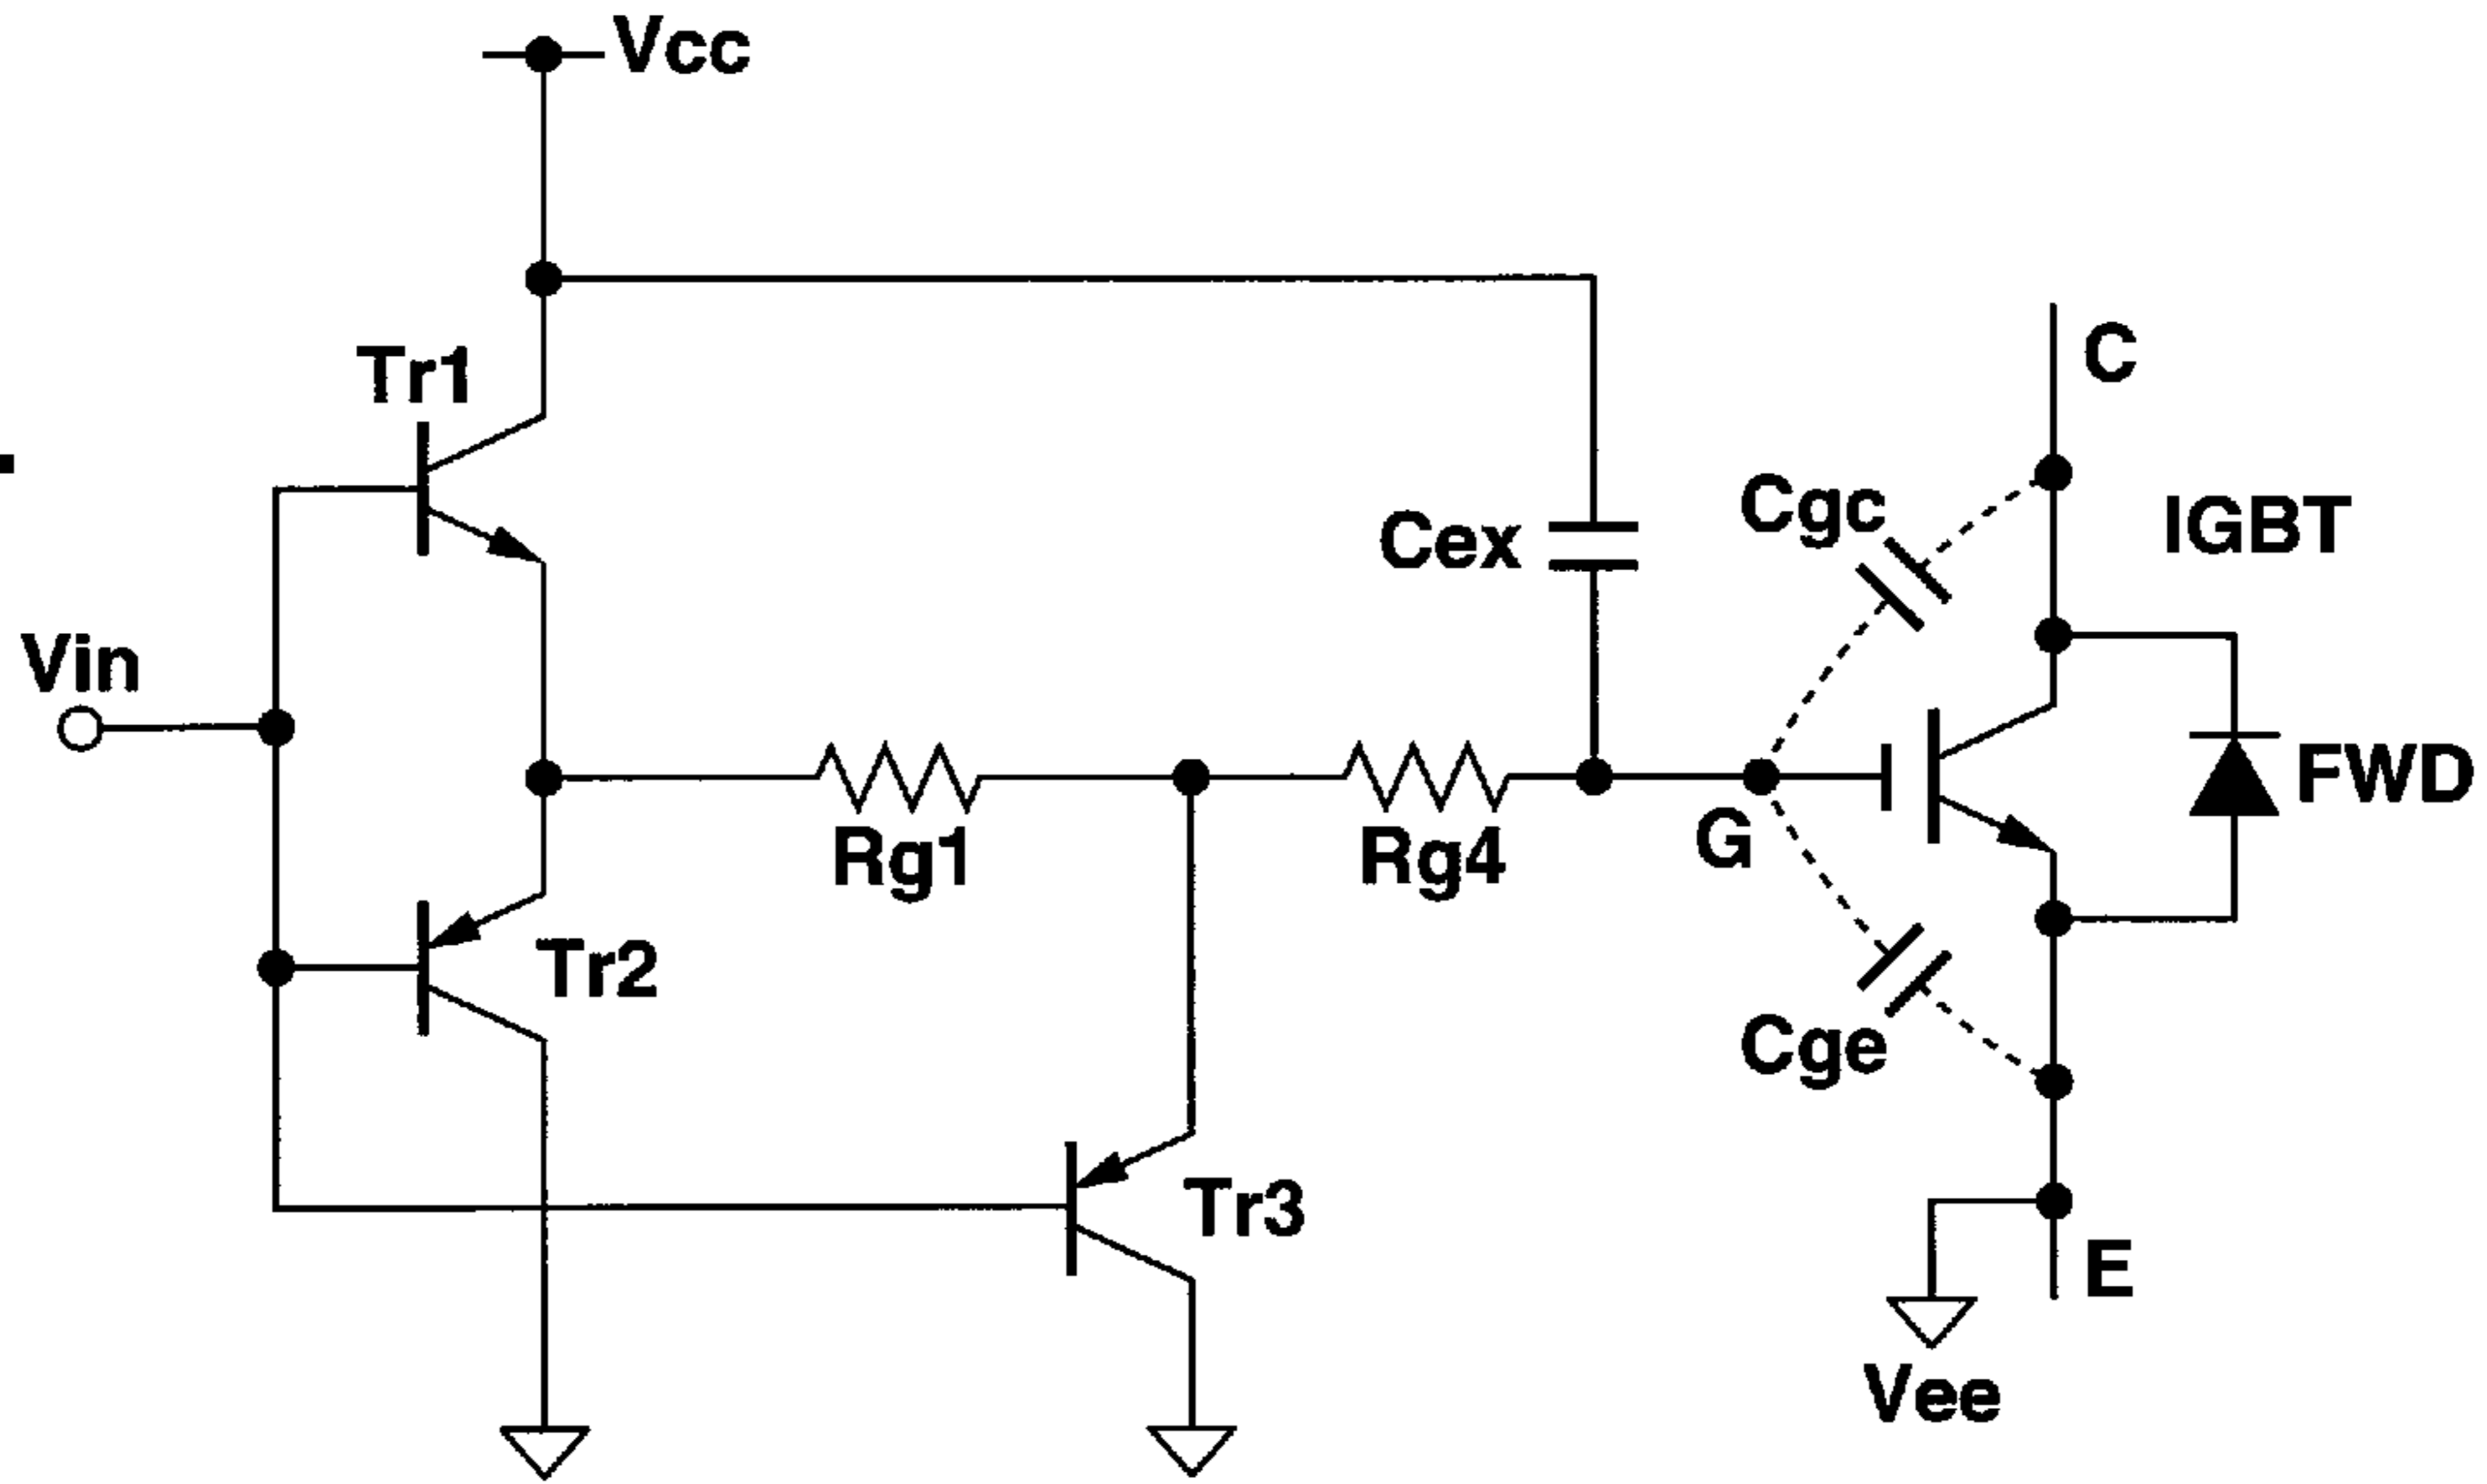 Vcc
Tr1
C
Cgc
IGBT
Cex
Vin
FWD
Rg1
Rg4
G
Tr2
Cge
Tr3
E
Vee